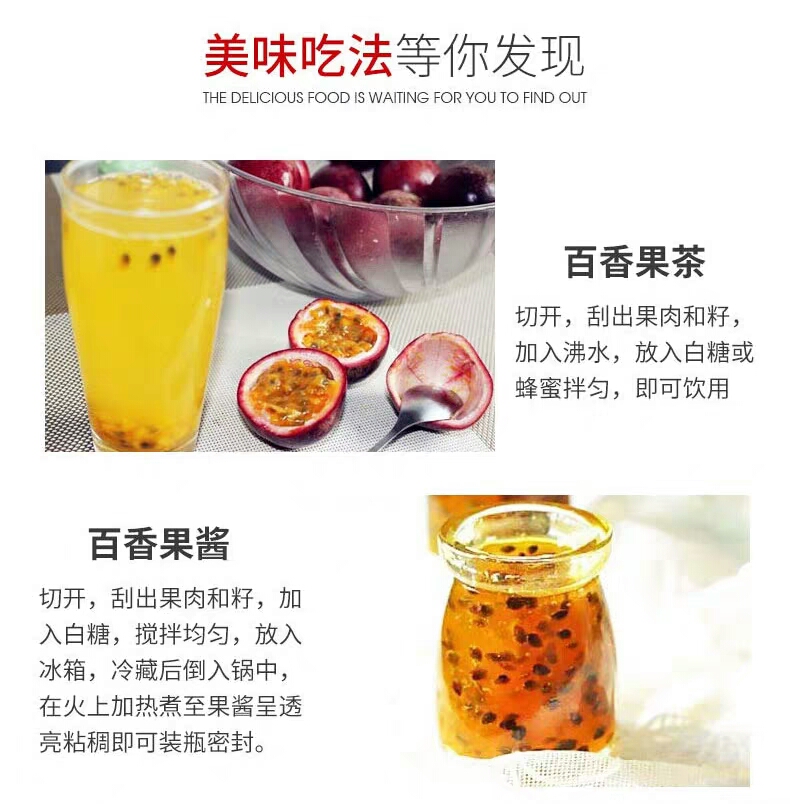 美味吃法等你发现
THE DELICIOUS FOOD IS WAITING FOR YOU TO FIND OUT
百香果茶
切开，刮出果肉和籽，
加入沸水，放入白糖或
蜂蜜拌匀，即可饮用
百香果酱
切开，刮出果肉和籽，加
入白糖，搅拌均匀，放入
冰箱，冷藏后倒入锅中，
在火上加热煮至果酱呈透
亮粘稠即可装瓶密封。